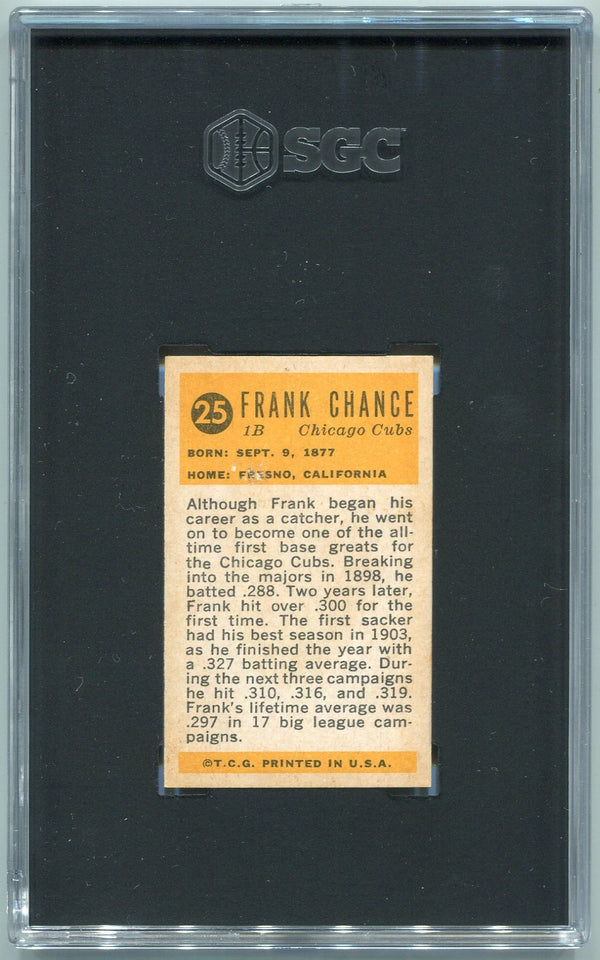 SGC
25 FRANK CHANCE
1B Chicago Cubs
BORN: SEPT. 9, 1877
HOME: FRESNO, CALIFORNIA
Although Frank began his
career as a catcher, he went
on to become one of the all-
time first base greats for
the Chicago Cubs. Breaking
into the majors in 1898, he
batted .288. Two years later,
Frank hit over .300 for the
first time. The first sacker
had his best season in 1903,
as he finished the year with
a .327 batting average. Dur-
ing the next three campaigns
he hit .310, .316, and .319.
Frank's lifetime average was
.297 in 17 big league cam-
paigns.
©T.C.G. PRINTED IN U.S.A.